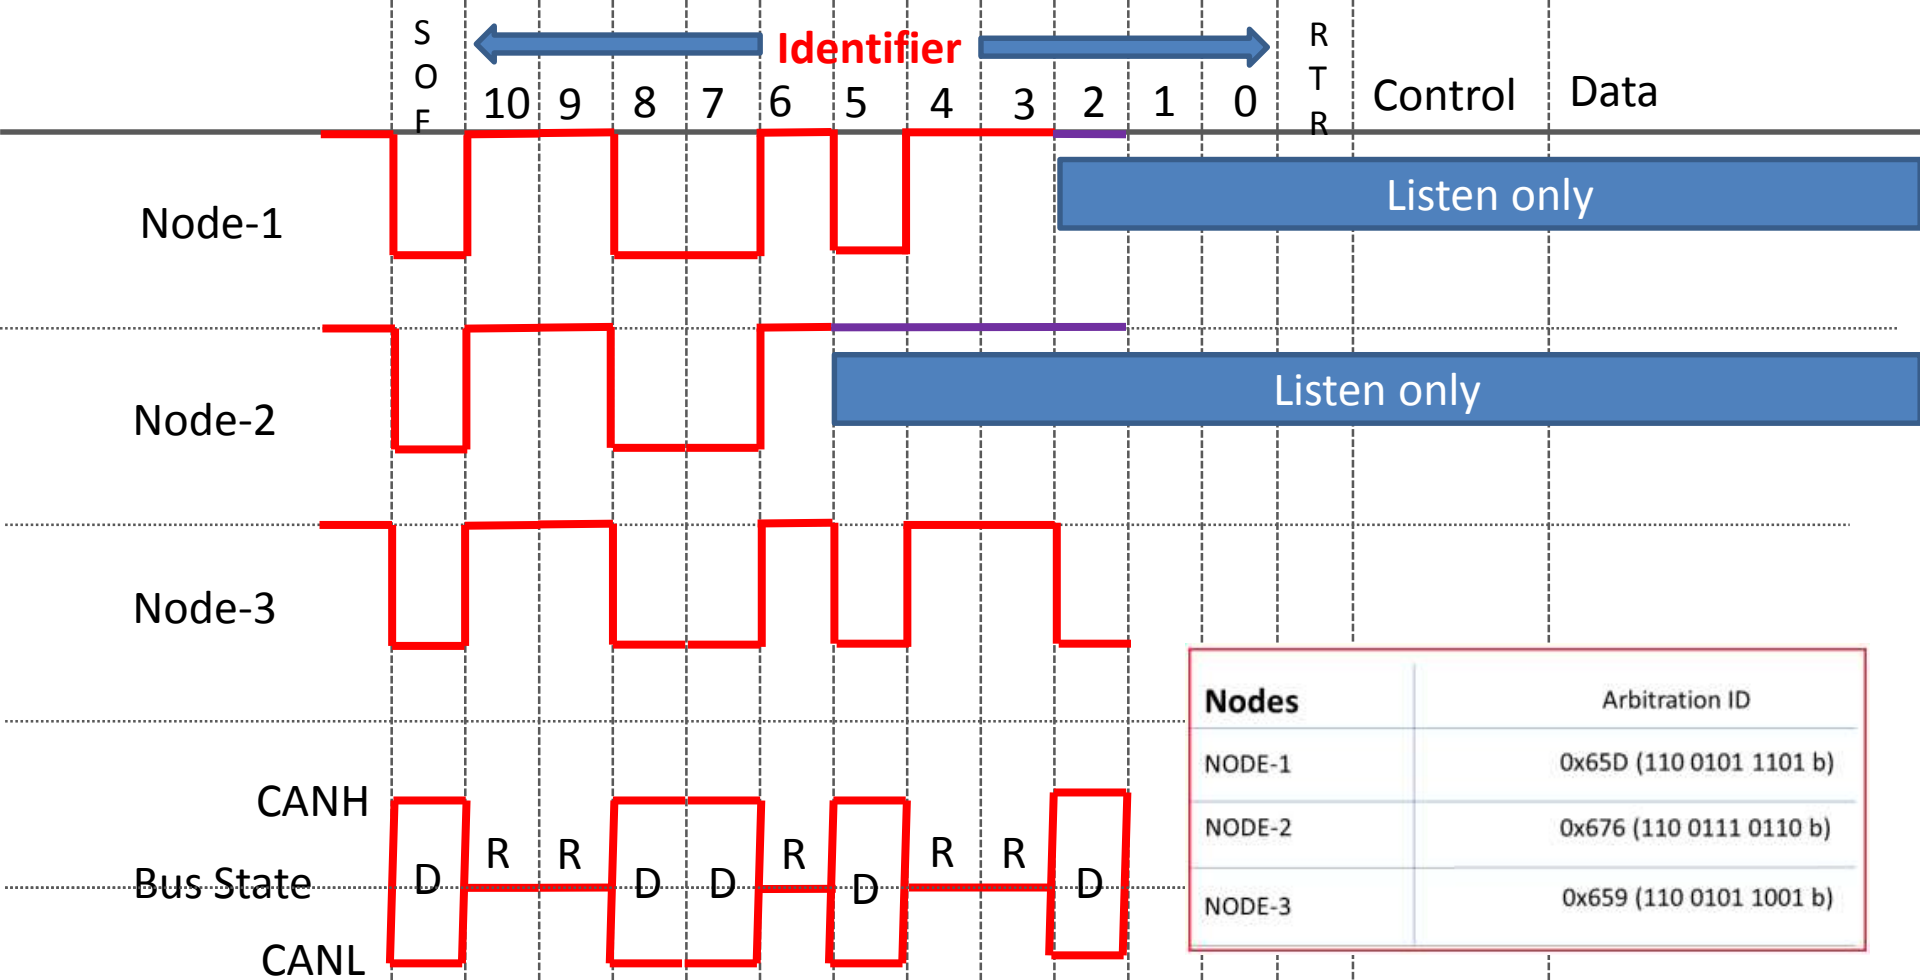 S
O
F
Identifier
R
T
R
10 9 8 7 6 5 4 3 2 1 0
Control
Data
Node-1
Listen only
Node-2
Listen only
Node-3
CANH
Bus State
CANL
D R R D D R D R R D
Nodes Arbitration ID
NODE-1 0x65D (110 0101 1101 b)
NODE-2 0x676 (110 0111 0110 b)
NODE-3 0x659 (110 0101 1001 b)